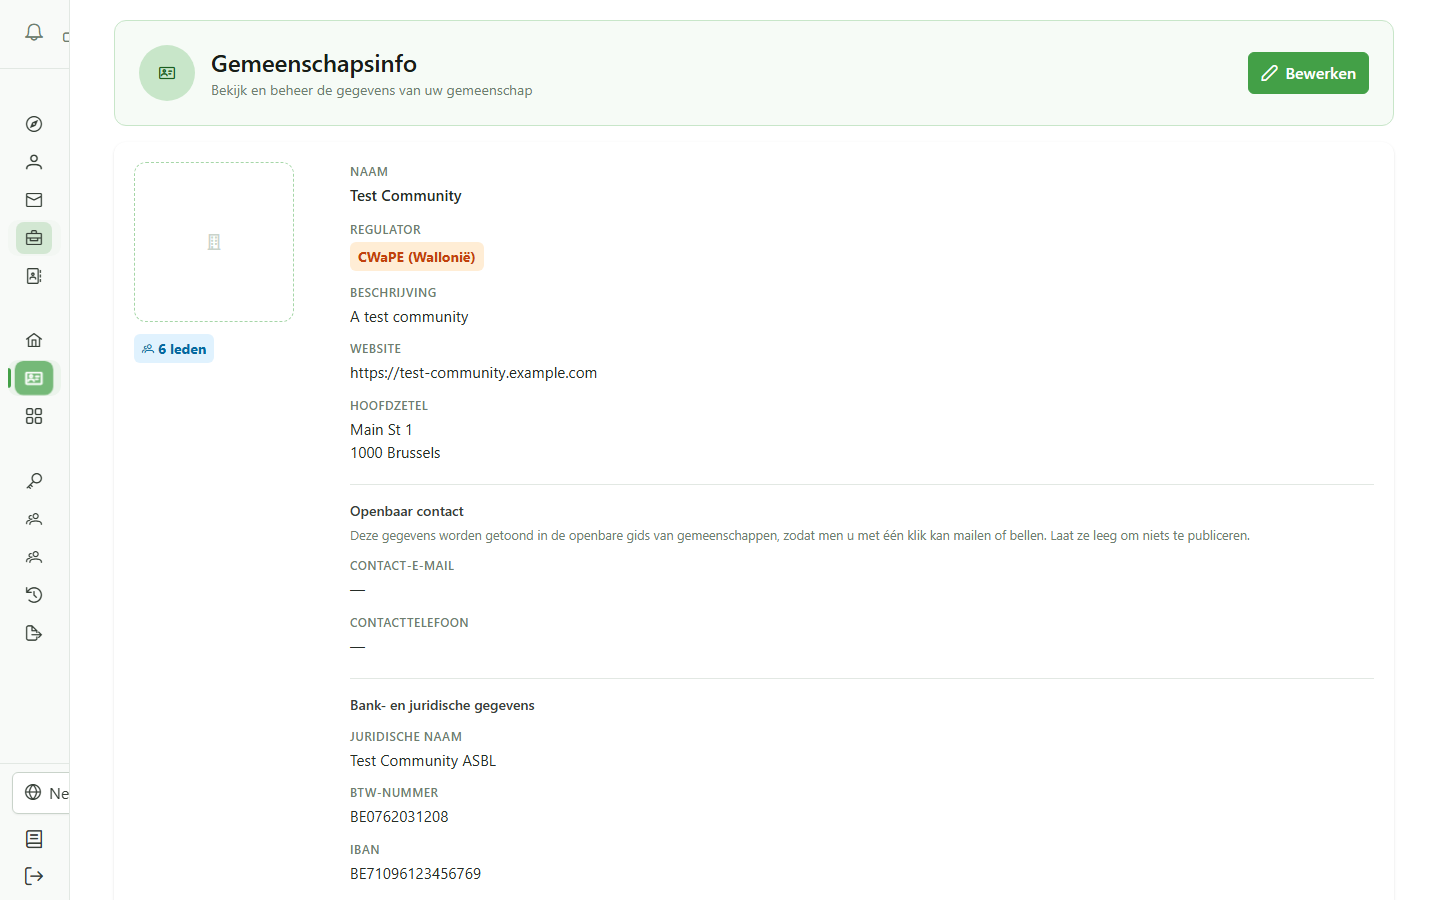 Gemeenschapsinfo
Bekijk en beheer de gegevens van uw gemeenschap
Bewerken
6 leden
NAAM
Test Community
REGULATOR
CWaPE (Wallonië)
BESCHRIJVING
A test community
WEBSITE
https://test-community.example.com
HOOFDZETEL
Main St 1
1000 Brussels
Openbaar contact
Deze gegevens worden getoond in de openbare gids van gemeenschappen, zodat men u met één klik kan mailen of bellen. Laat ze leeg om niets te publiceren.
CONTACT-E-MAIL
—
CONTACTTELEFOON
—
Bank- en juridische gegevens
JURIDISCHE NAAM
Test Community ASBL
BTW-NUMMER
BE0762031208
IBAN
BE71096123456769
Ne